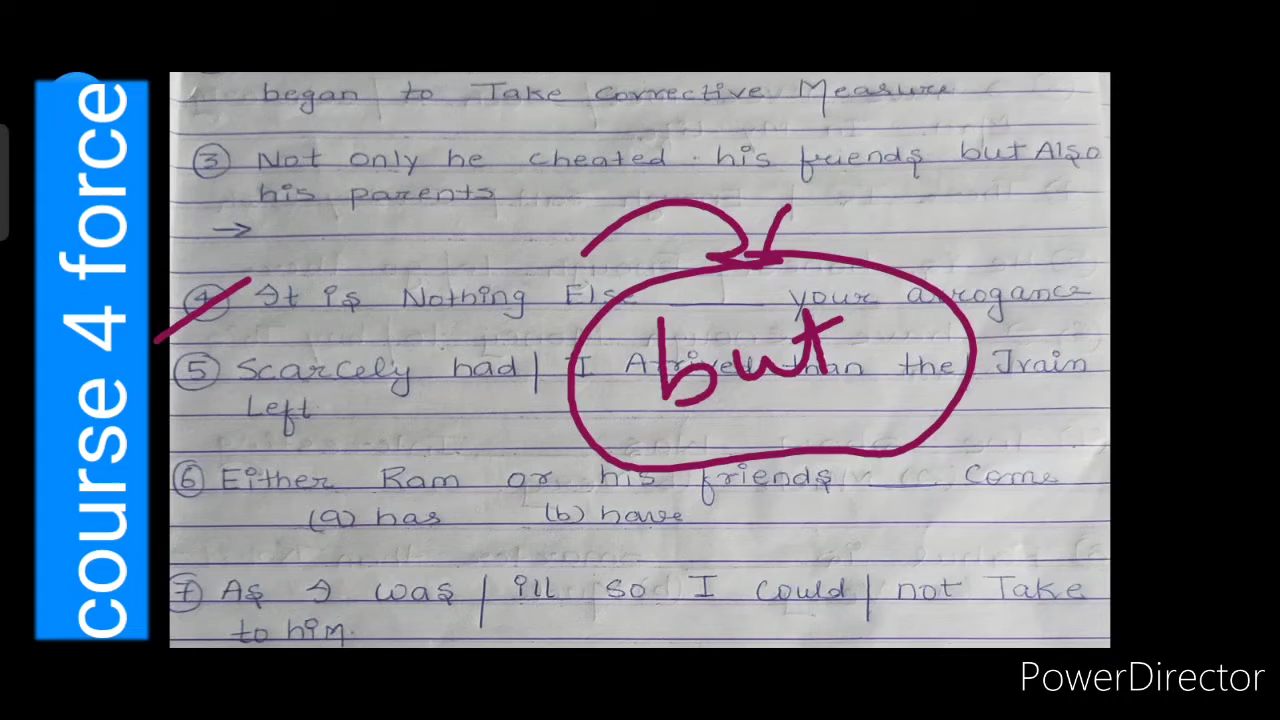 course 4 force
began to Take corrective Measure
③ Not only he cheated his friends but Also
his parents
→
④ It is Nothing Else ____ your arrogance
but
⑤ Scarcely had | I Arrived than the Train
Left.
⑥ Either Ram or his friends ____ Come
(a) has (b) have
⑦ As I was | ill so I could | not Take
to him.
PowerDirector